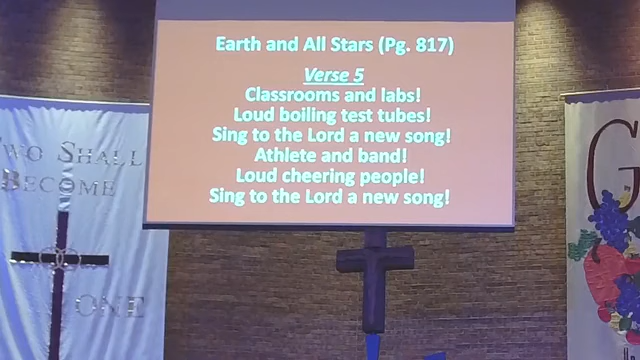 Earth and All Stars (Pg. 817)
Verse 5
Classrooms and labs!
Loud boiling test tubes!
Sing to the Lord a new song!
Athlete and band!
Loud cheering people!
Sing to the Lord a new song!
TWO SHALL
BECOME
ONE
G